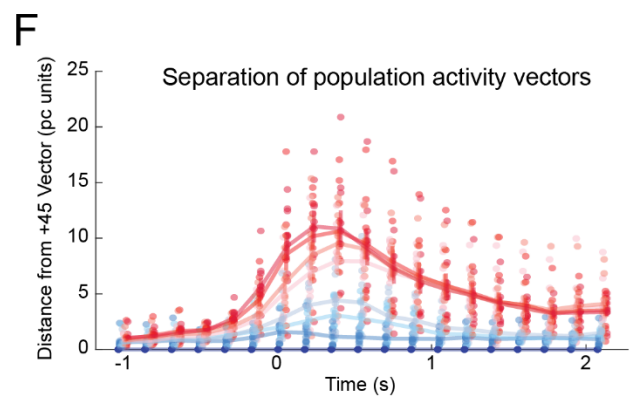 F
Separation of population activity vectors
Distance from +45 Vector (pc units)
25
20
15
10
5
0
-1
0
1
2
Time (s)